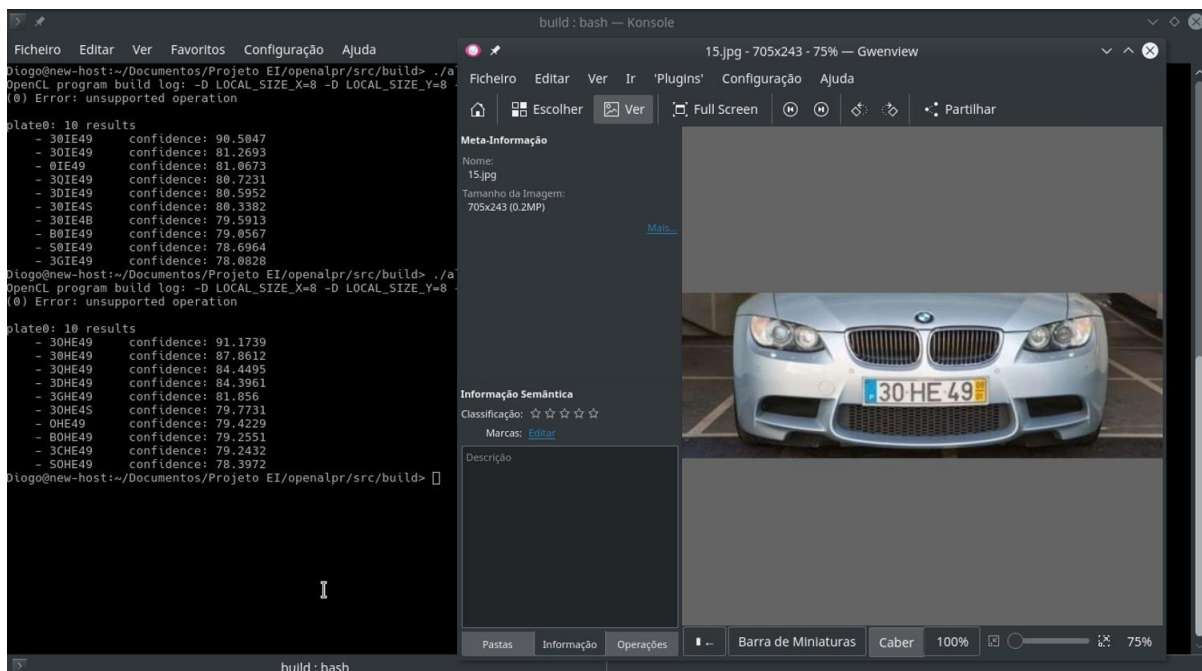 build : bash — Konsole
Ficheiro Editar Ver Favoritos Configuração Ajuda
Diogo@new-host:~/Documentos/Projeto EI/openalpr/src/build> ./a
OpenCL program build log: -D LOCAL_SIZE_X=8 -D LOCAL_SIZE_Y=8 -
(0) Error: unsupported operation
plate0: 10 results
- 30IE49 confidence: 90.5047
- 3OIE49 confidence: 81.2693
- 0IE49 confidence: 81.0673
- 3QIE49 confidence: 80.7231
- 3DIE49 confidence: 80.5952
- 30IE4S confidence: 80.3382
- 30IE4B confidence: 79.5913
- B0IE49 confidence: 79.0567
- S0IE49 confidence: 78.6964
- 3GIE49 confidence: 78.0828
Diogo@new-host:~/Documentos/Projeto EI/openalpr/src/build> ./a
OpenCL program build log: -D LOCAL_SIZE_X=8 -D LOCAL_SIZE_Y=8 -
(0) Error: unsupported operation
plate0: 10 results
- 3OHE49 confidence: 91.1739
- 30HE49 confidence: 87.8612
- 3QHE49 confidence: 84.4495
- 3DHE49 confidence: 84.3961
- 3GHE49 confidence: 81.856
- 3OHE4S confidence: 79.7731
- OHE49 confidence: 79.4229
- BOHE49 confidence: 79.2551
- 3CHE49 confidence: 79.2432
- SOHE49 confidence: 78.3972
Diogo@new-host:~/Documentos/Projeto EI/openalpr/src/build>
build : bash
15.jpg - 705x243 - 75% — Gwenview
Ficheiro Editar Ver Ir 'Plugins' Configuração Ajuda
Escolher Ver Full Screen Partilhar
Meta-Informação
Nome:
15.jpg
Tamanho da Imagem:
705x243 (0.2MP)
Mais...
Informação Semântica
Classificação:
Marcas: Editar
Descrição
Pastas Informação Operações
P 30 HE 49
Barra de Miniaturas Caber 100% 75%